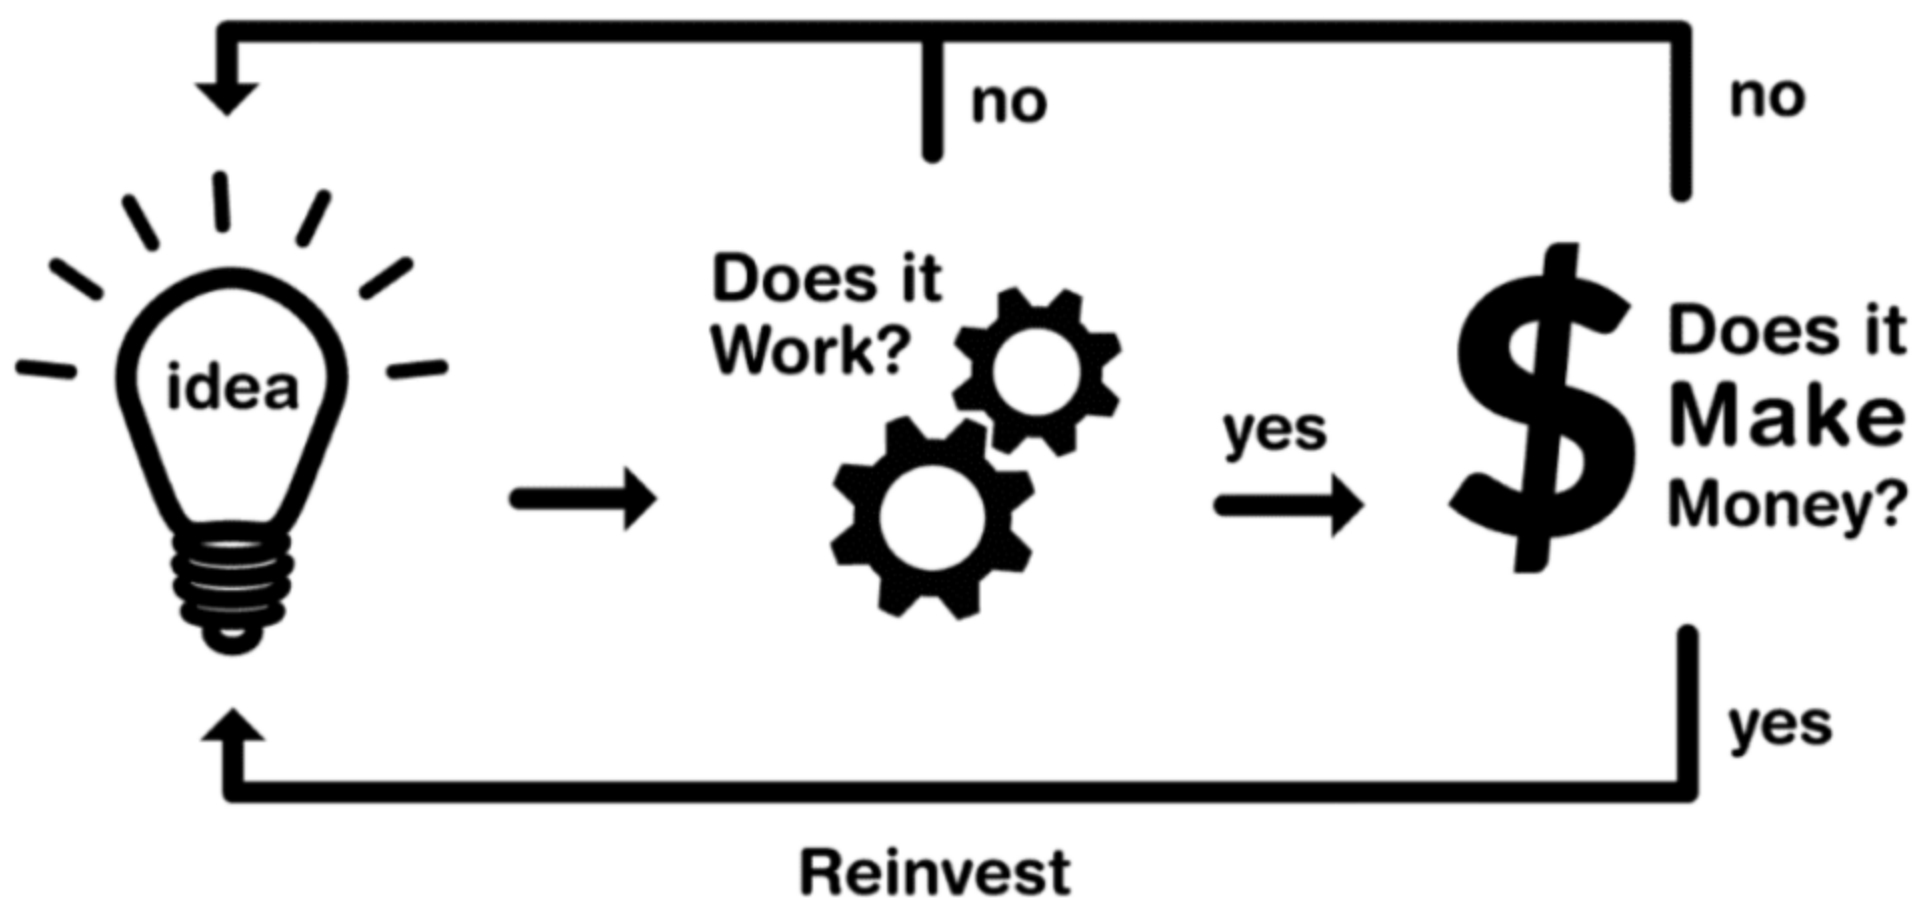 no
no
idea
Does it
Work?
yes
Does it
Make
Money?
yes
Reinvest